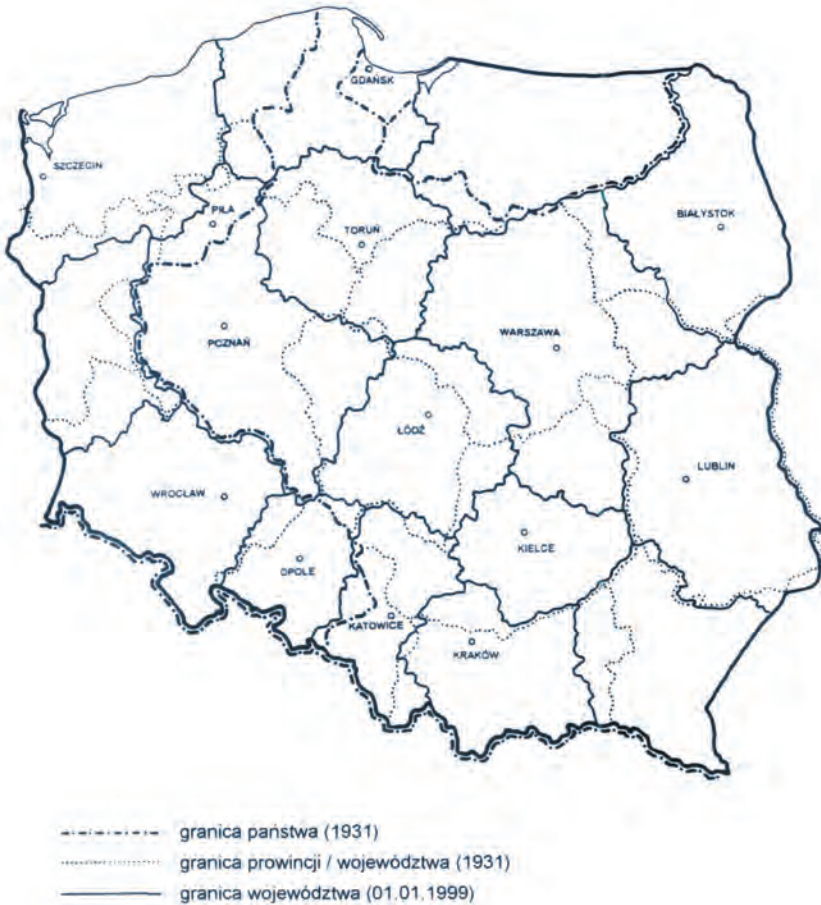 GDAŃSK
SZCZECIN
PIŁA
TORUŃ
BIAŁYSTOK
POZNAŃ
WARSZAWA
ŁÓDŹ
LUBLIN
WROCŁAW
KIELCE
OPOLE
KATOWICE
KRAKÓW
granica państwa (1931)
granica prowincji / województwa (1931)
granica województwa (01.01.1999)